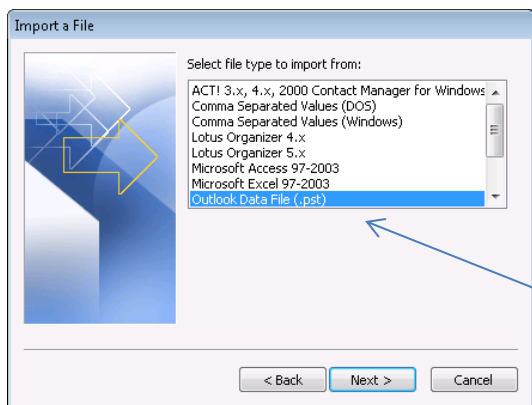 Import a File
Select file type to import from:
ACT! 3.x, 4.x, 2000 Contact Manager for Windows
Comma Separated Values (DOS)
Comma Separated Values (Windows)
Lotus Organizer 4.x
Lotus Organizer 5.x
Microsoft Access 97-2003
Microsoft Excel 97-2003
Outlook Data File (.pst)
< Back Next > Cancel